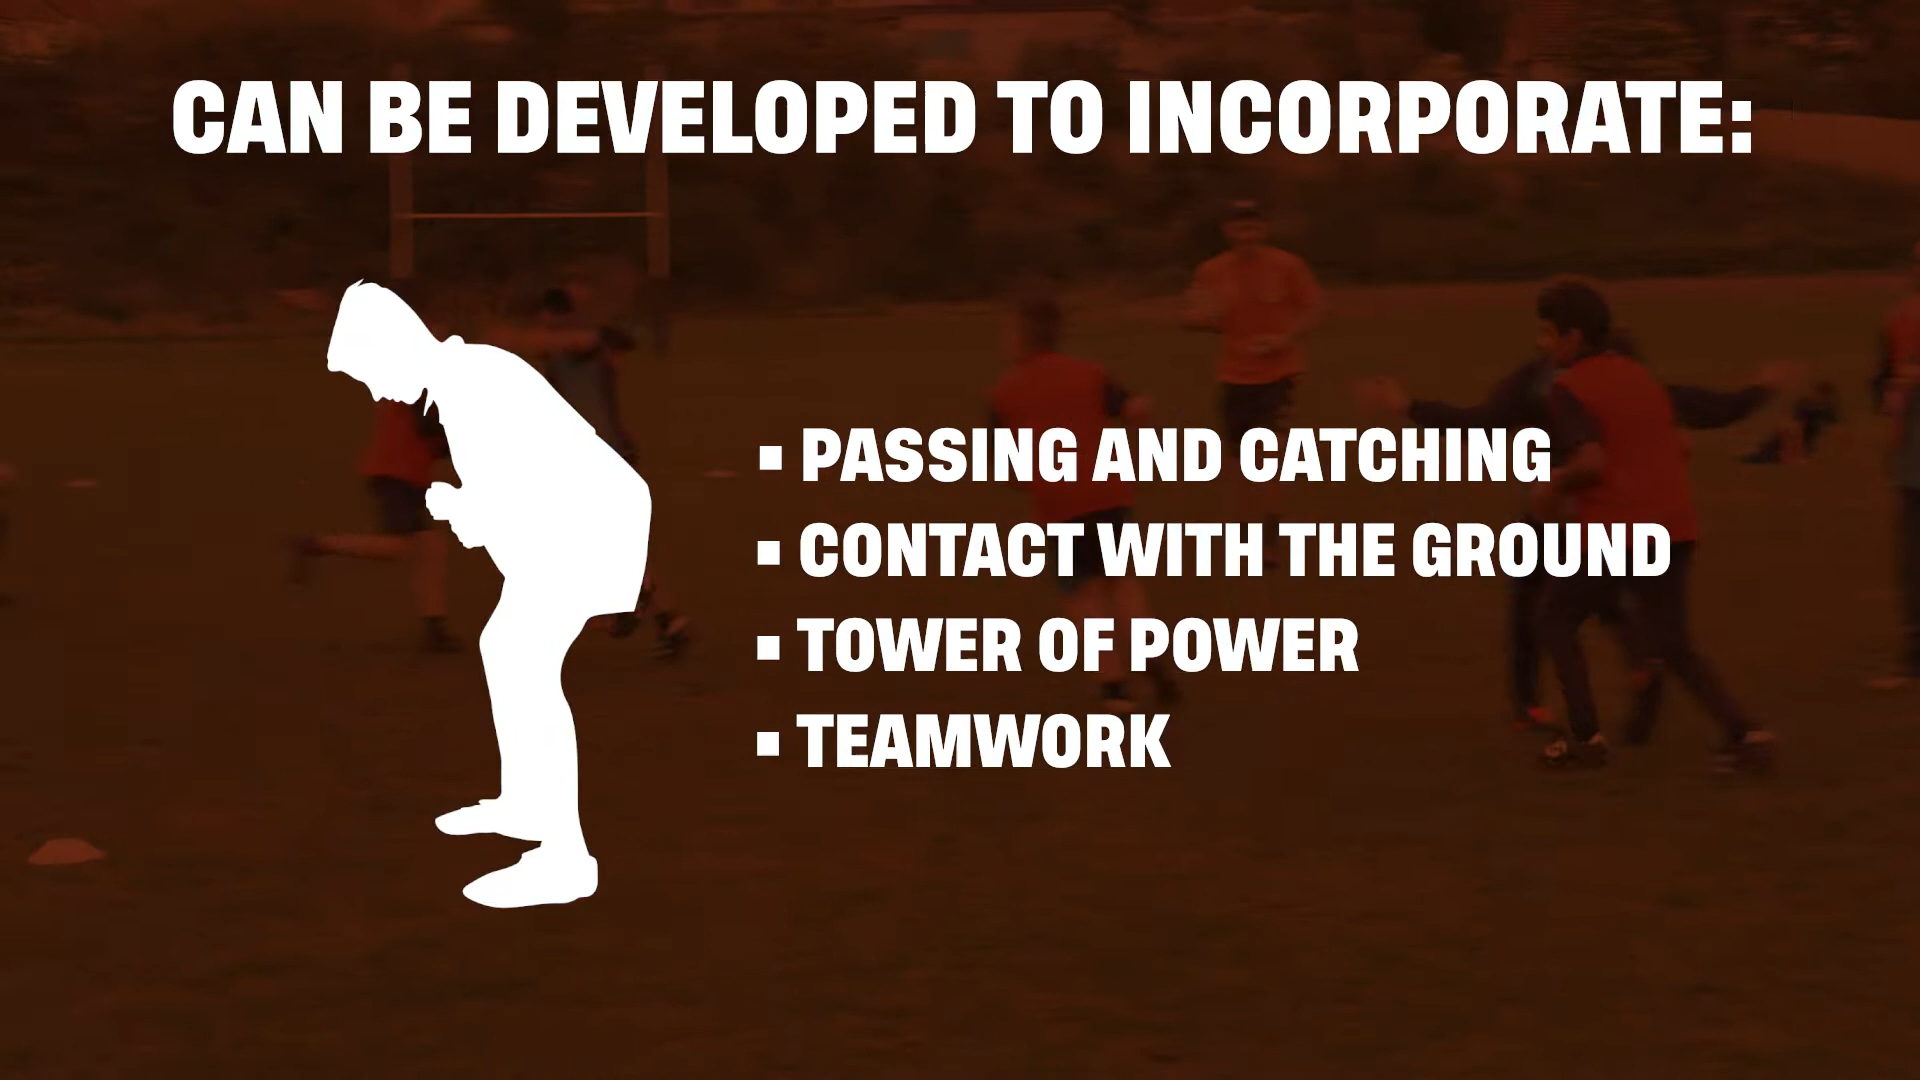 CAN BE DEVELOPED TO INCORPORATE:
▪ PASSING AND CATCHING
▪ CONTACT WITH THE GROUND
▪ TOWER OF POWER
▪ TEAMWORK